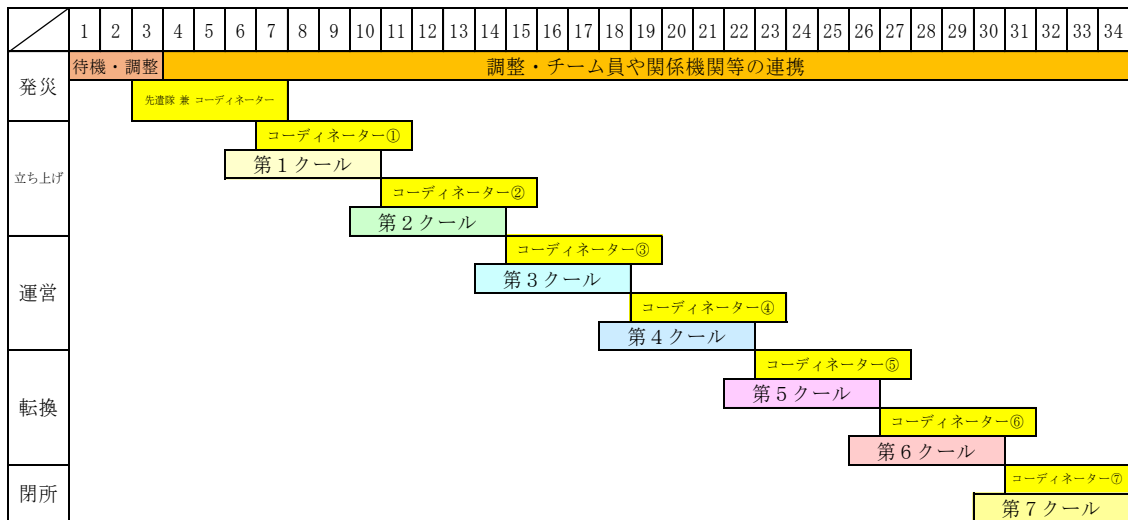 1 2 3 4 5 6 7 8 9 10 11 12 13 14 15 16 17 18 19 20 21 22 23 24 25 26 27 28 29 30 31 32 33 34
発災
待機・調整 調整・チーム員や関係機関等の連携
先遣隊 兼 コーディネーター
立ち上げ
コーディネーター①
第1クール
コーディネーター②
第2クール
運営
コーディネーター③
第3クール
コーディネーター④
第4クール
転換
コーディネーター⑤
第5クール
コーディネーター⑥
第6クール
閉所
コーディネーター⑦
第7クール